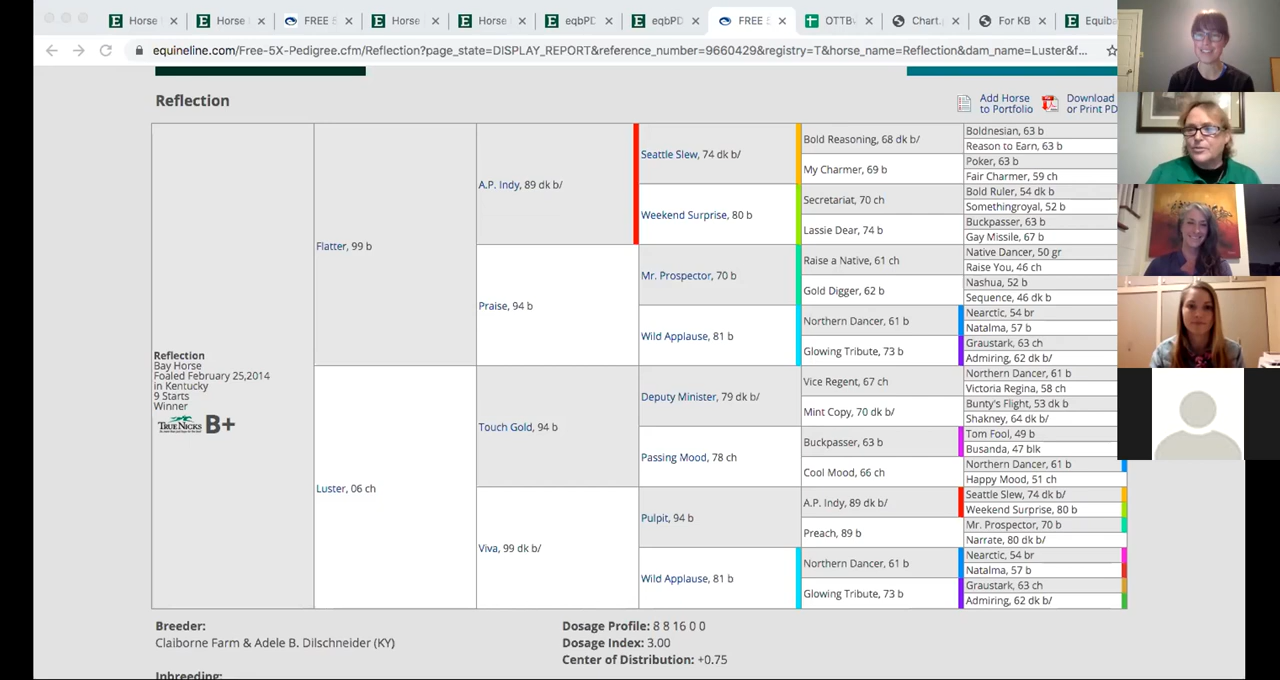 Horse
Horse
FREE 5
Horse
Horse
eqbPD
eqbPD
FREE 5
OTTBv
Chart.p
For KB
Equiba
equineline.com/Free-5X-Pedigree.cfm/Reflection?page_state=DISPLAY_REPORT&reference_number=9660429&registry=T&horse_name=Reflection&dam_name=Luster&f...
Reflection
Add Horse
to Portfolio
Download
or Print PD
Reflection
Bay Horse
Foaled February 25,2014
in Kentucky
9 Starts
Winner
TRUENICKS B+
Flatter, 99 b
Luster, 06 ch
A.P. Indy, 89 dk b/
Praise, 94 b
Touch Gold, 94 b
Viva, 99 dk b/
Seattle Slew, 74 dk b/
Weekend Surprise, 80 b
Mr. Prospector, 70 b
Wild Applause, 81 b
Deputy Minister, 79 dk b/
Passing Mood, 78 ch
Pulpit, 94 b
Wild Applause, 81 b
Bold Reasoning, 68 dk b/
My Charmer, 69 b
Secretariat, 70 ch
Lassie Dear, 74 b
Raise a Native, 61 ch
Gold Digger, 62 b
Northern Dancer, 61 b
Glowing Tribute, 73 b
Vice Regent, 67 ch
Mint Copy, 70 dk b/
Buckpasser, 63 b
Cool Mood, 66 ch
A.P. Indy, 89 dk b/
Preach, 89 b
Northern Dancer, 61 b
Glowing Tribute, 73 b
Boldnesian, 63 b
Reason to Earn, 63 b
Poker, 63 b
Fair Charmer, 59 ch
Bold Ruler, 54 dk b
Somethingroyal, 52 b
Buckpasser, 63 b
Gay Missile, 67 b
Native Dancer, 50 gr
Raise You, 46 ch
Nashua, 52 b
Sequence, 46 dk b
Nearctic, 54 br
Natalma, 57 b
Graustark, 63 ch
Admiring, 62 dk b/
Northern Dancer, 61 b
Victoria Regina, 58 ch
Bunty's Flight, 53 dk b
Shakney, 64 dk b/
Tom Fool, 49 b
Busanda, 47 blk
Northern Dancer, 61 b
Happy Mood, 51 ch
Seattle Slew, 74 dk b/
Weekend Surprise, 80 b
Mr. Prospector, 70 b
Narrate, 80 dk b/
Nearctic, 54 br
Natalma, 57 b
Graustark, 63 ch
Admiring, 62 dk b/
Breeder:
Claiborne Farm & Adele B. Dilschneider (KY)
Dosage Profile: 8 8 16 0 0
Dosage Index: 3.00
Center of Distribution: +0.75
Inbreeding: